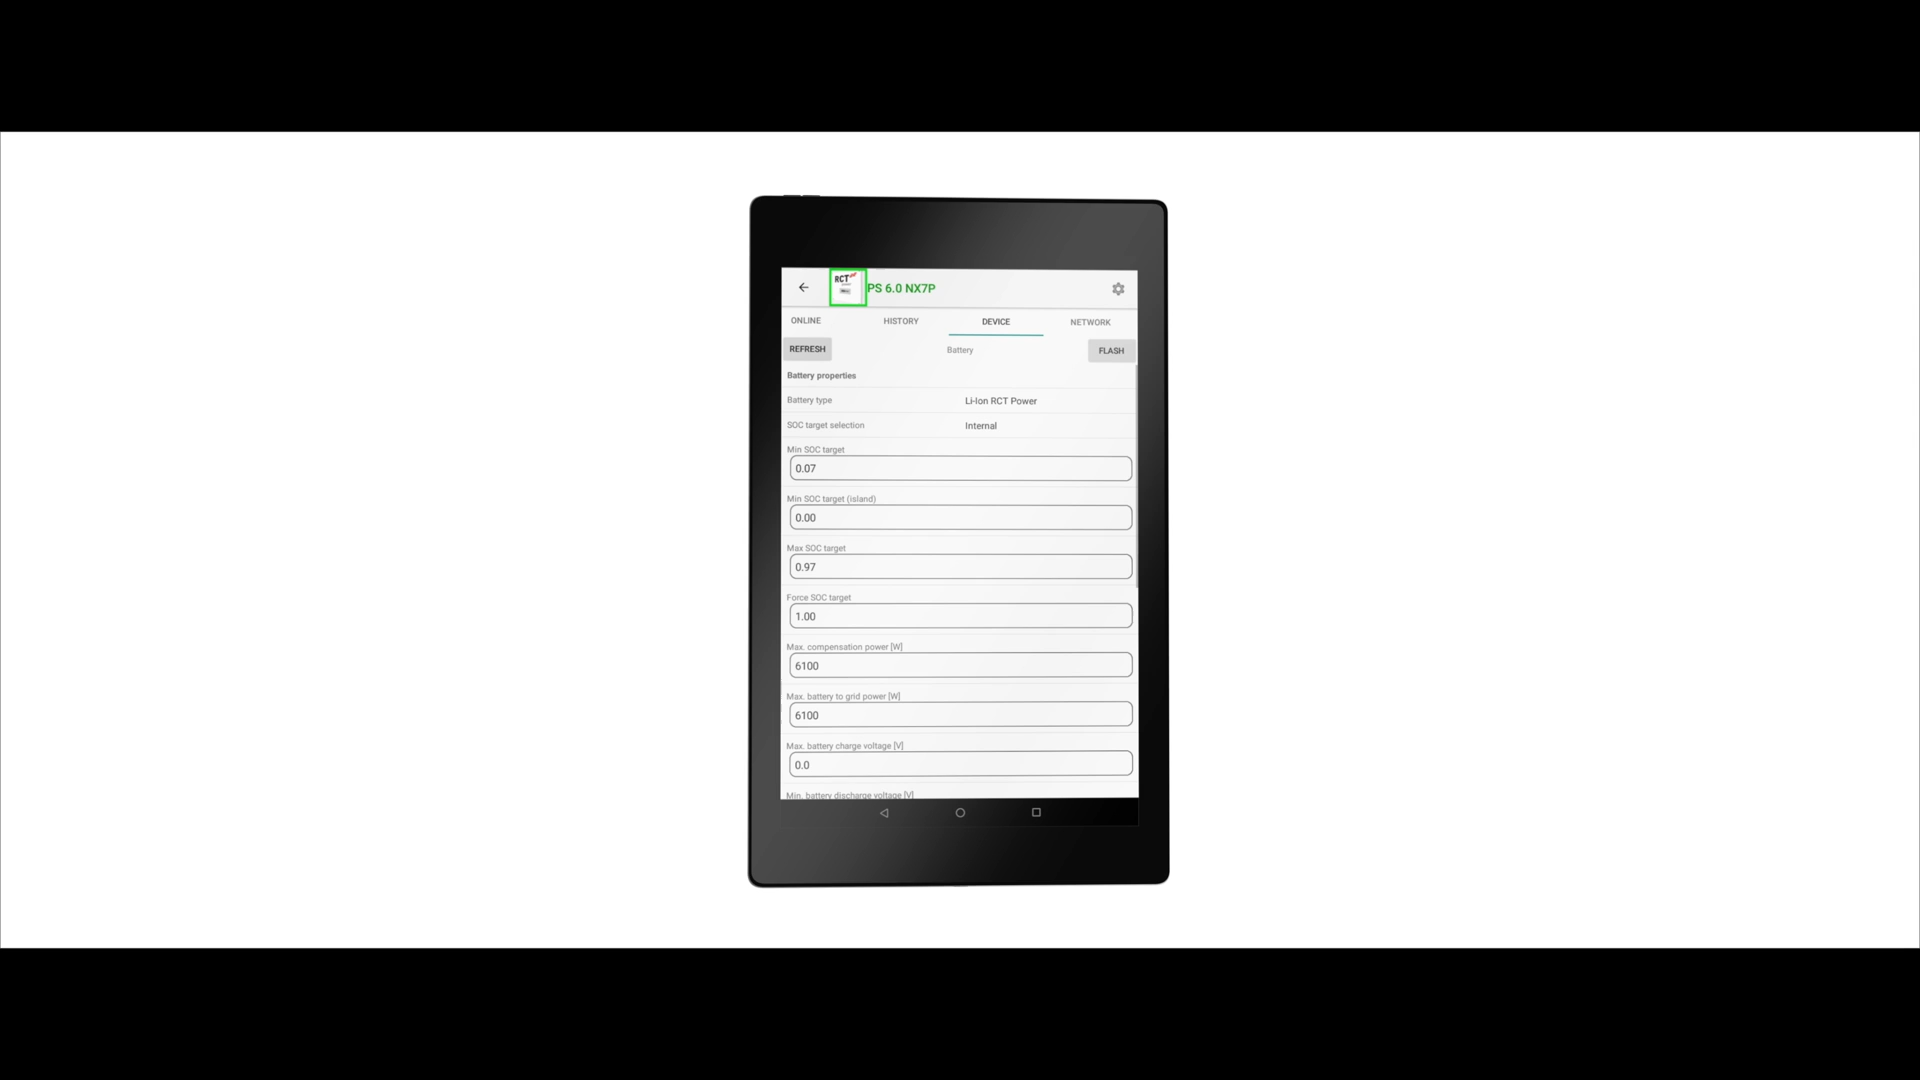 RCT
PS 6.0 NX7P
ONLINE HISTORY DEVICE NETWORK
REFRESH Battery FLASH
Battery properties
Battery type Li-Ion RCT Power
SOC target selection Internal
Min SOC target
0.07
Min SOC target (island)
0.00
Max SOC target
0.97
Force SOC target
1.00
Max. compensation power [W]
6100
Max. battery to grid power [W]
6100
Max. battery charge voltage [V]
0.0
Min. battery discharge voltage [V]